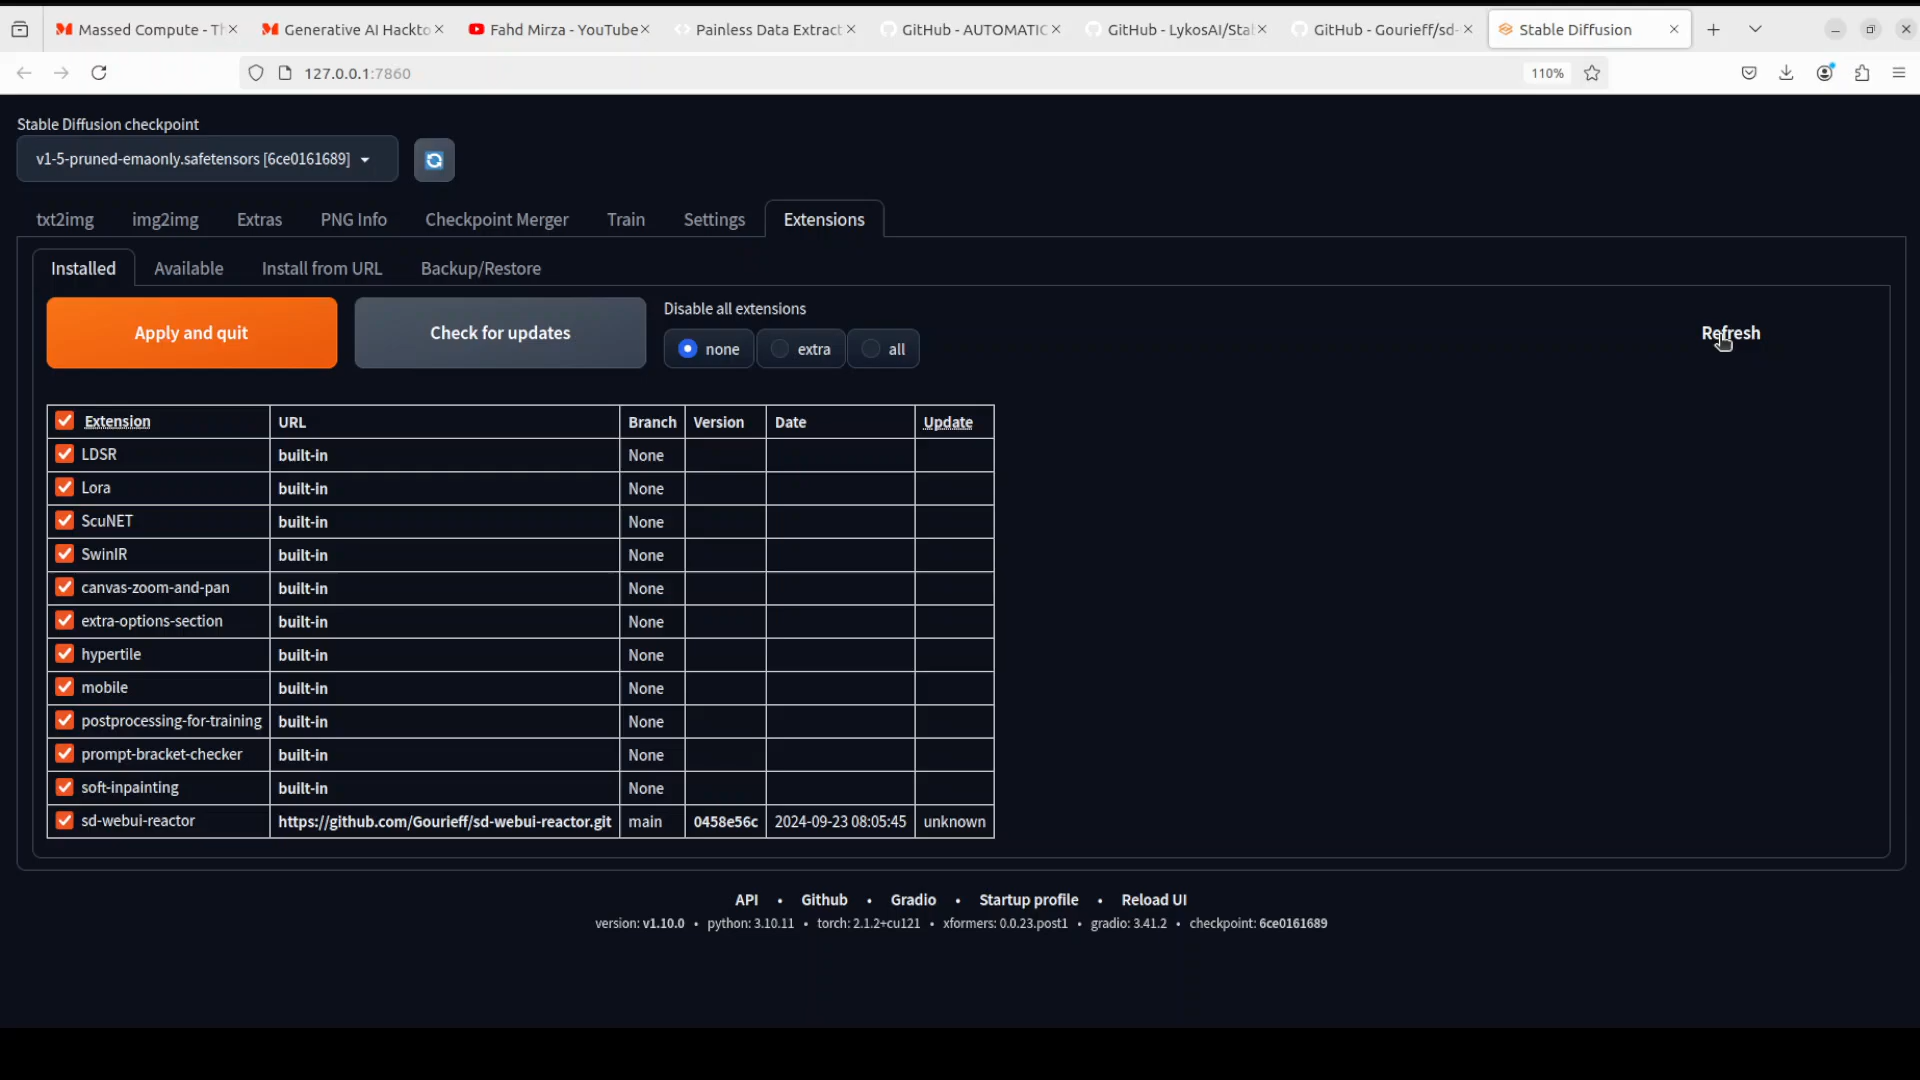 Massed Compute - Th
Generative AI Hackto
Fahd Mirza - YouTube
Painless Data Extract
GitHub - AUTOMATIC
GitHub - LykosAI/Stal
GitHub - Gourieff/sd-
Stable Diffusion
127.0.0.1:7860
110%
Stable Diffusion checkpoint
v1-5-pruned-emaonly.safetensors [6ce0161689]
txt2img img2img Extras PNG Info Checkpoint Merger Train Settings Extensions
Installed Available Install from URL Backup/Restore
Apply and quit
Check for updates
Disable all extensions
none extra all
Refresh
Extension URL Branch Version Date Update
LDSR built-in None
Lora built-in None
ScuNET built-in None
SwinIR built-in None
canvas-zoom-and-pan built-in None
extra-options-section built-in None
hypertile built-in None
mobile built-in None
postprocessing-for-training built-in None
prompt-bracket-checker built-in None
soft-inpainting built-in None
sd-webui-reactor https://github.com/Gourieff/sd-webui-reactor.git main 0458e56c 2024-09-23 08:05:45 unknown
API • Github • Gradio • Startup profile • Reload UI
version: v1.10.0 • python: 3.10.11 • torch: 2.1.2+cu121 • xformers: 0.0.23.post1 • gradio: 3.41.2 • checkpoint: 6ce0161689